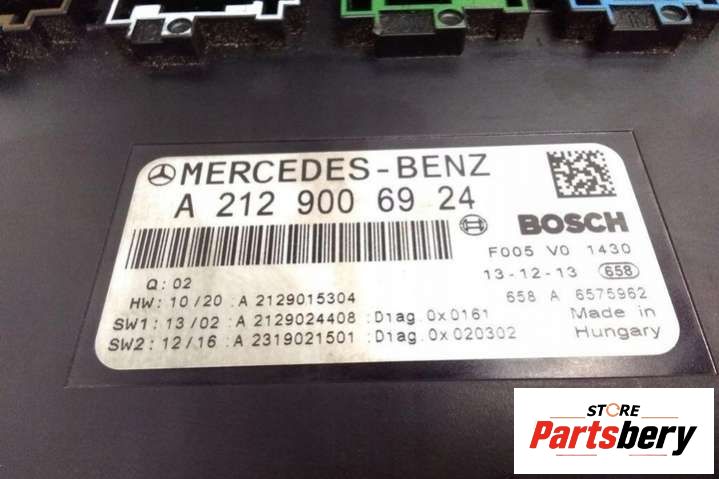 MERCEDES-BENZ
A 212 900 69 24
BOSCH
F005 V0 1430
13-12-13 658
Q: 02
HW: 10/20 :A 2129015304
658 A 6575962
SW1: 13/02 :A 2129024408 :Diag.0x0161
Made in
SW2: 12/16 :A 2319021501 :Diag.0x020302
Hungary
STORE
Partsbery